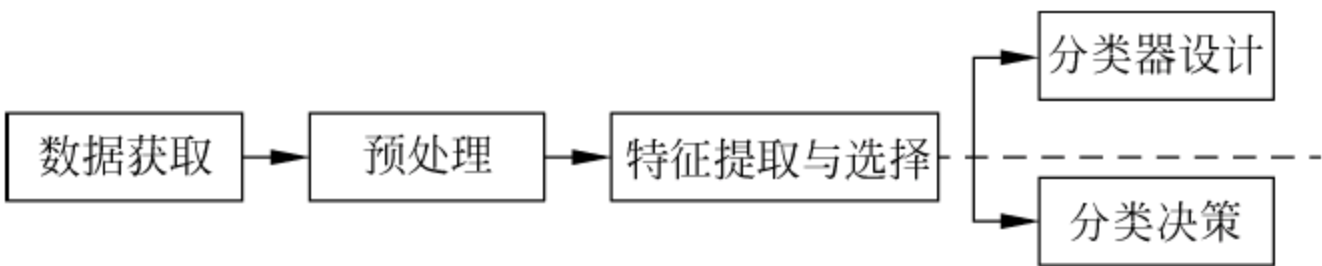 数据获取
预处理
特征提取与选择
分类器设计
分类决策